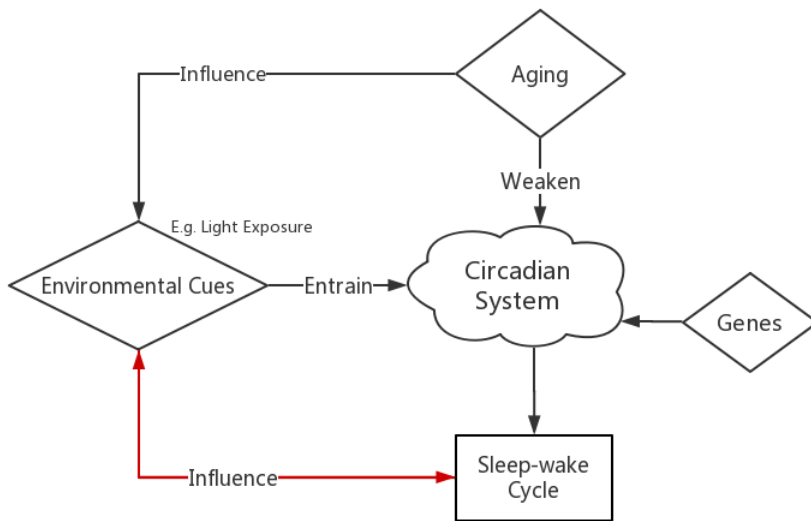 Influence
Aging
Weaken
E.g. Light Exposure
Environmental Cues
Entrain
Circadian
System
Genes
Influence
Sleep-wake
Cycle